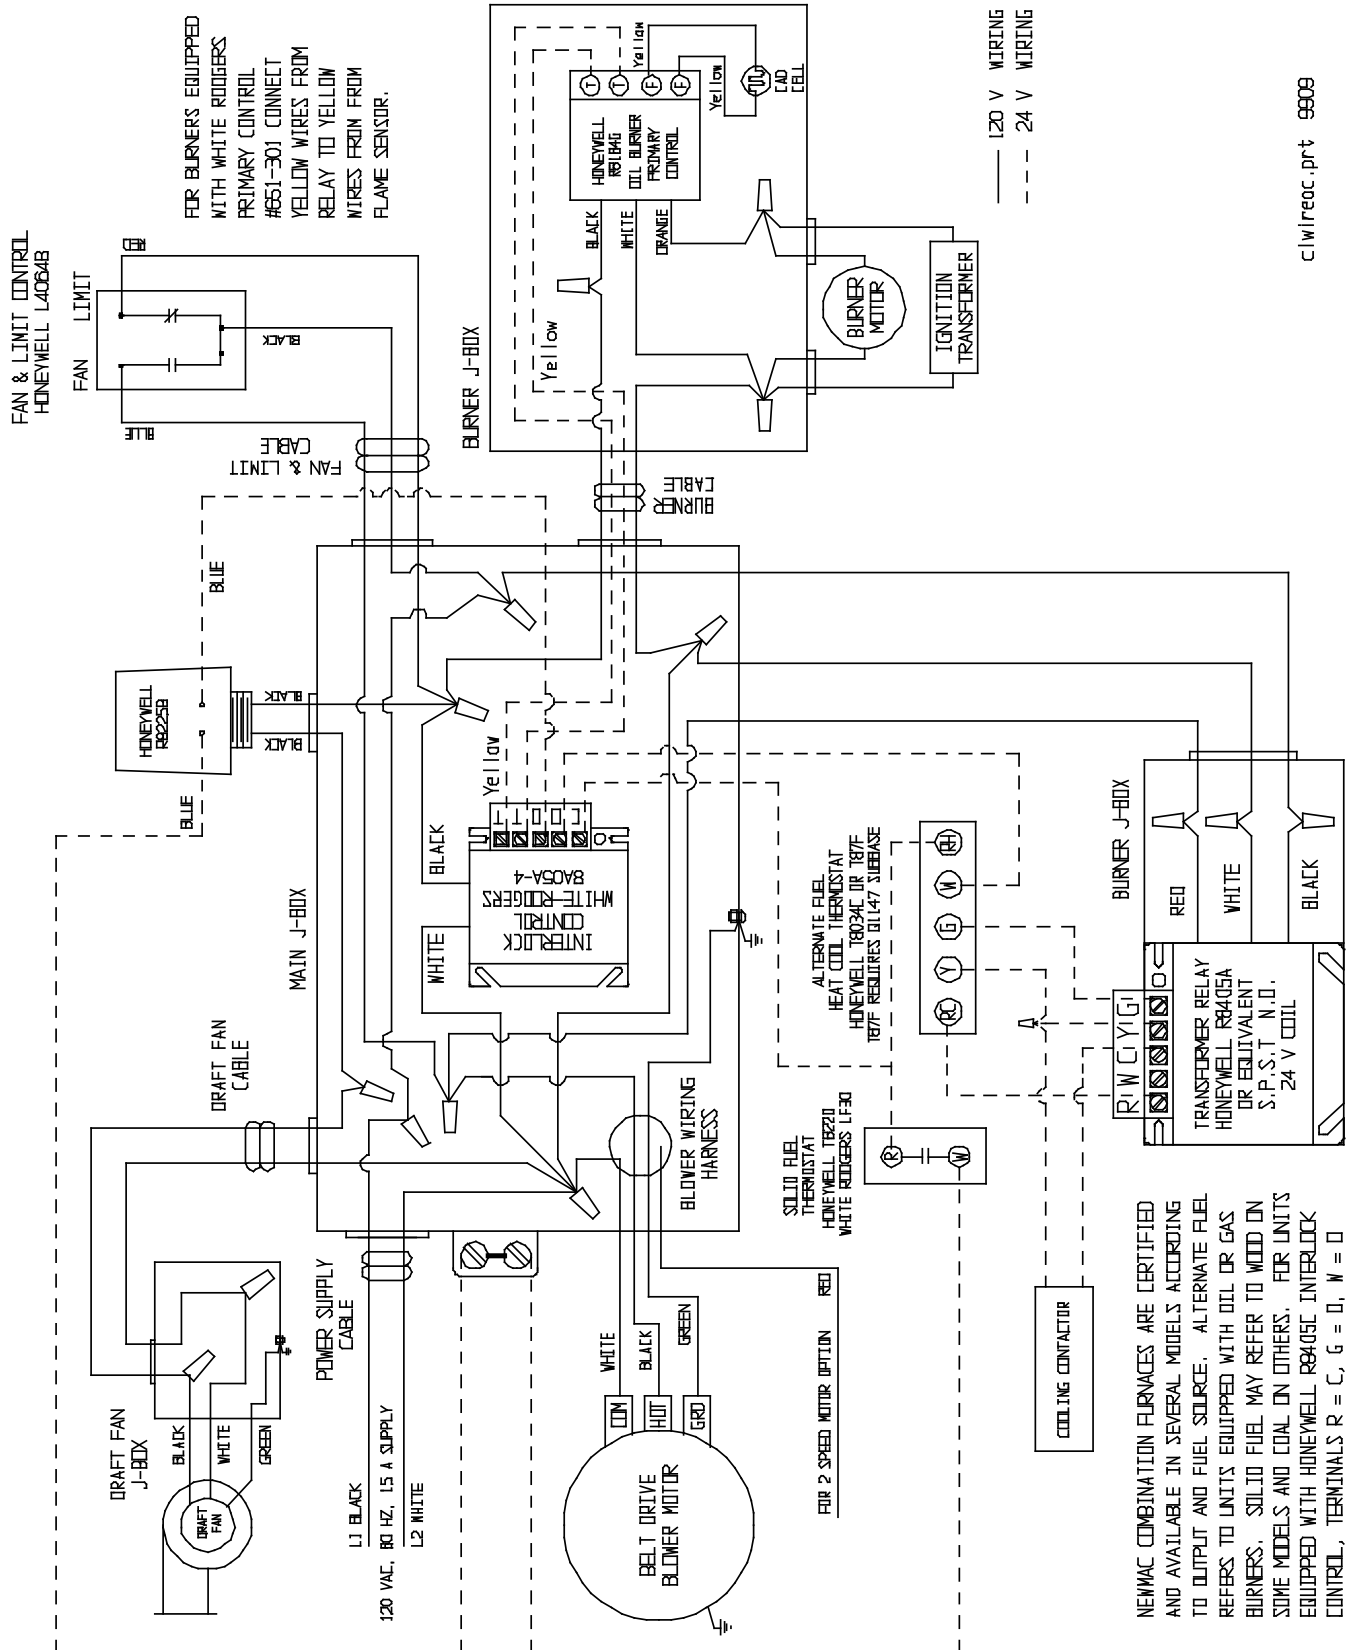 FAN & LIMIT CONTROL
HONEYWELL L4064B
FAN LIMIT
RED
BLACK
BLUE
FAN & LIMIT
CABLE
FOR BURNERS EQUIPPED
WITH WHITE RODGERS
PRIMARY CONTROL
#651-301 CONNECT
YELLOW WIRES FROM
RELAY TO YELLOW
WIRES FROM FROM
FLAME SENSOR.
BURNER J-BOX
Yellow
Yellow
Yellow
T
T
F
F
CAD
CELL
HONEYWELL
R8184G
OIL BURNER
PRIMARY
CONTROL
BLACK
WHITE
ORANGE
BURNER
MOTOR
IGNITION
TRANSFORMER
120 V WIRING
24 V WIRING
clwireac.prt 9909
BURNER
CABLE
BLUE
HONEYWELL
R8225B
BLACK
BLACK
BLUE
MAIN J-BOX
Yellow
BLACK
WHITE
T
T
C
INTERLOCK
CONTROL
WHITE-RODGERS
8A05A-4
DRAFT FAN
CABLE
ALTERNATE FUEL
HEAT COOL THERMOSTAT
HONEYWELL T8034C OR T87F
T87F REQUIRES Q1147 SUBBASE
RC
Y
G
W
RH
BURNER J-BOX
RED
WHITE
BLACK
R W C Y G
TRANSFORMER RELAY
HONEYWELL R8405A
OR EQUIVALENT
S.P.S.T N.O.
24 V COIL
SOLID FUEL
THERMOSTAT
HONEYWELL T822D
WHITE RODGERS 1F30
R
W
BLOWER WIRING
HARNESS
POWER SUPPLY
CABLE
DRAFT FAN
J-BOX
BLACK
WHITE
GREEN
DRAFT
FAN
L1 BLACK
120 VAC, 60 HZ, 15 A SUPPLY
L2 WHITE
WHITE
BLACK
GREEN
COM
HOT
GRD
BELT DRIVE
BLOWER MOTOR
FOR 2 SPEED MOTOR OPTION RED
COOLING CONTACTOR
NEWMAC COMBINATION FURNACES ARE CERTIFIED
AND AVAILABLE IN SEVERAL MODELS ACCORDING
TO OUTPUT AND FUEL SOURCE. ALTERNATE FUEL
REFERS TO UNITS EQUIPPED WITH OIL OR GAS
BURNERS. SOLID FUEL MAY REFER TO WOOD ON
SOME MODELS AND COAL ON OTHERS. FOR UNITS
EQUIPPED WITH HONEYWELL R8405C INTERLOCK
CONTROL, TERMINALS R = C, G = D, W = D